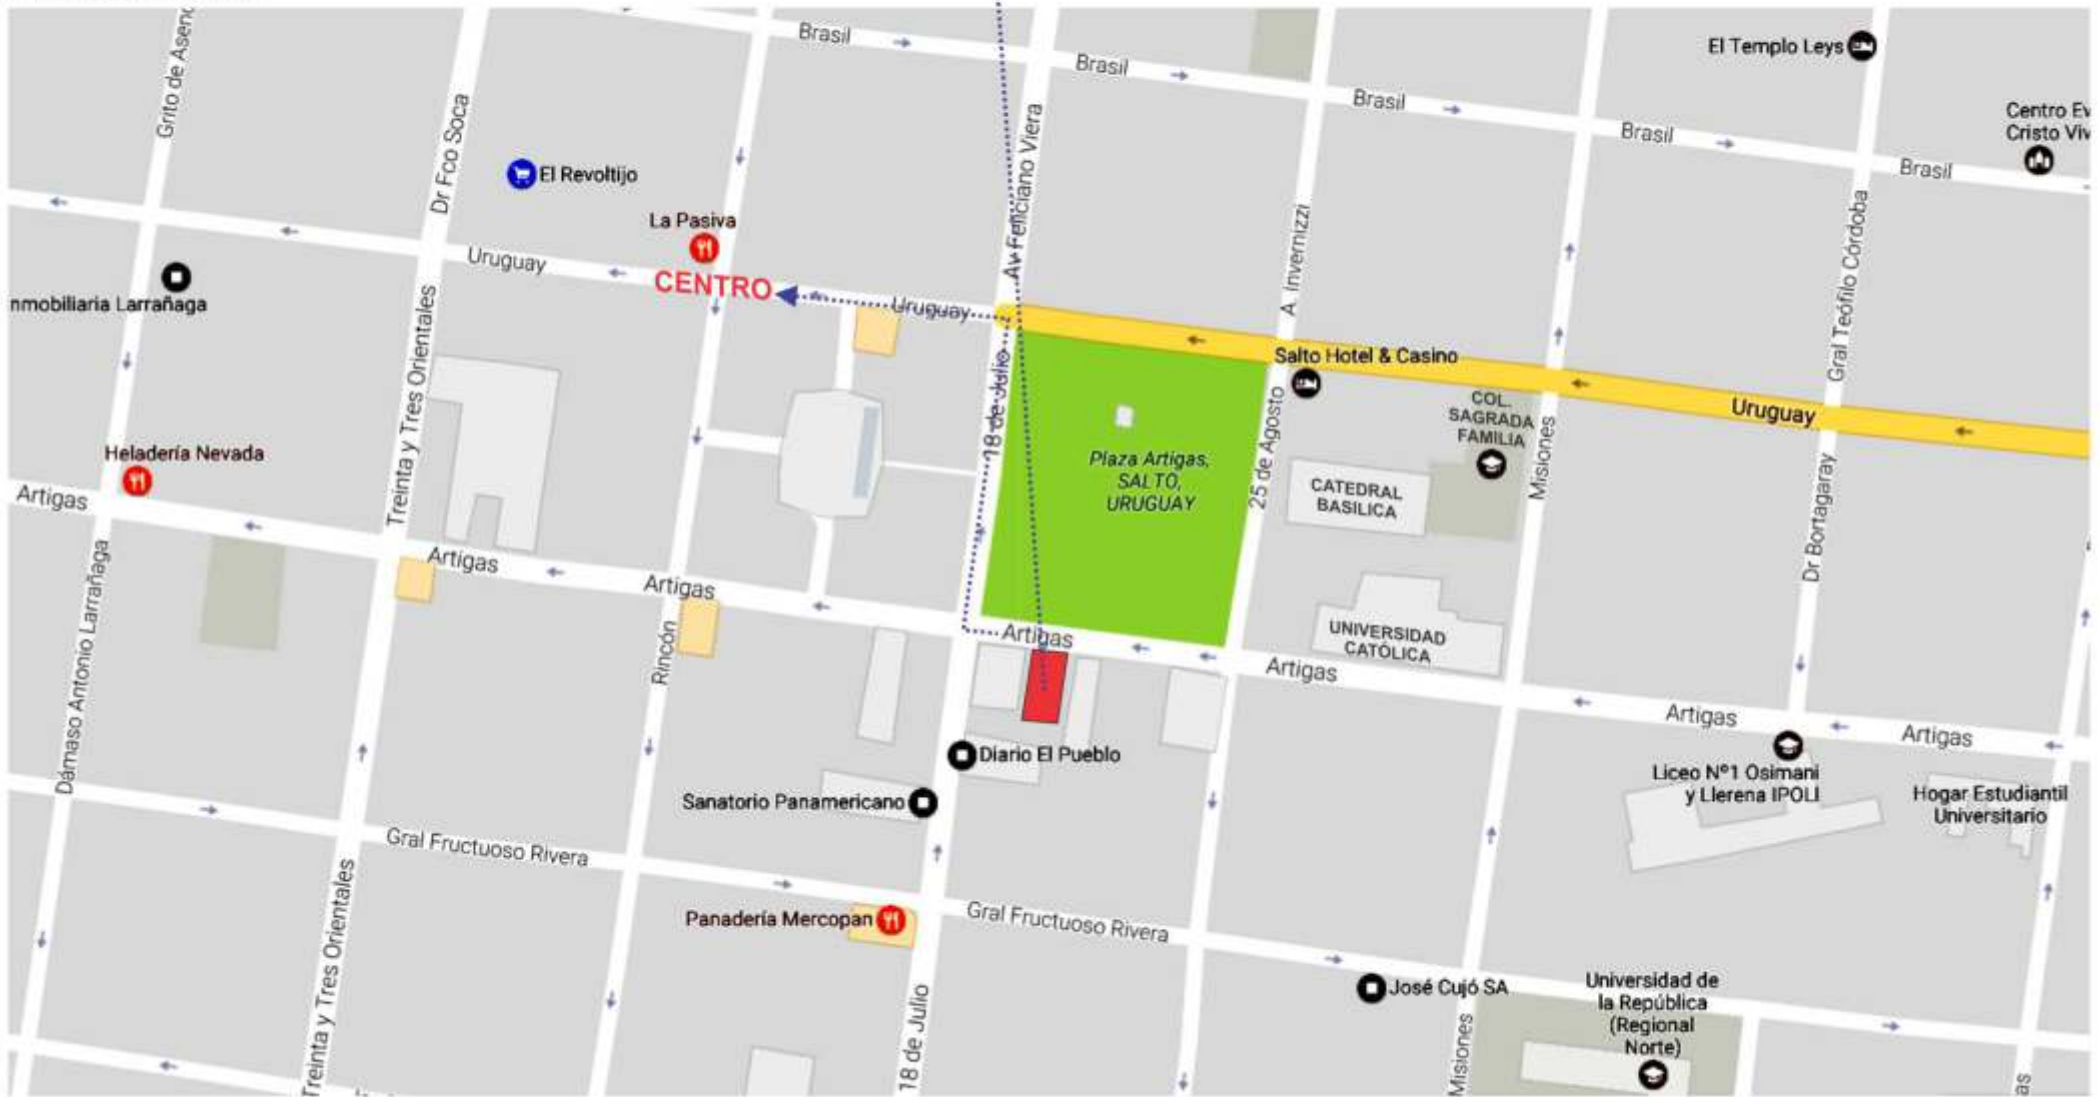 Brasil
Brasil
Brasil
Brasil
Brasil
El Templo Leys
Centro Ev
Cristo Viv
Grito de Asenc
Dr Fco Soca
Av Feliciano Viera
A. Invernizzi
Gral Teófilo Córdoba
El Revoltijo
La Pasiva
CENTRO
Uruguay
Uruguay
Uruguay
nmobiliaria Larrañaga
Salto Hotel & Casino
COL.
SAGRADA
FAMILIA
Treinta y Tres Orientales
18 de Julio
25 de Agosto
Misiones
Dr Bortagaray
Heladería Nevada
Plaza Artigas,
SALTO,
URUGUAY
CATEDRAL
BASILICA
Artigas
Artigas
Artigas
Artigas
Artigas
Artigas
Artigas
UNIVERSIDAD
CATÓLICA
Dámaso Antonio Larrañaga
Rincón
Diario El Pueblo
Sanatorio Panamericano
Liceo Nº1 Osimani
y Llerena IPOLI
Hogar Estudiantil
Universitario
Gral Fructuoso Rivera
Gral Fructuoso Rivera
Panadería Mercopan
Treinta y Tres Orientales
18 de Julio
José Cujó SA
Misiones
Universidad de
la República
(Regional
Norte)
as